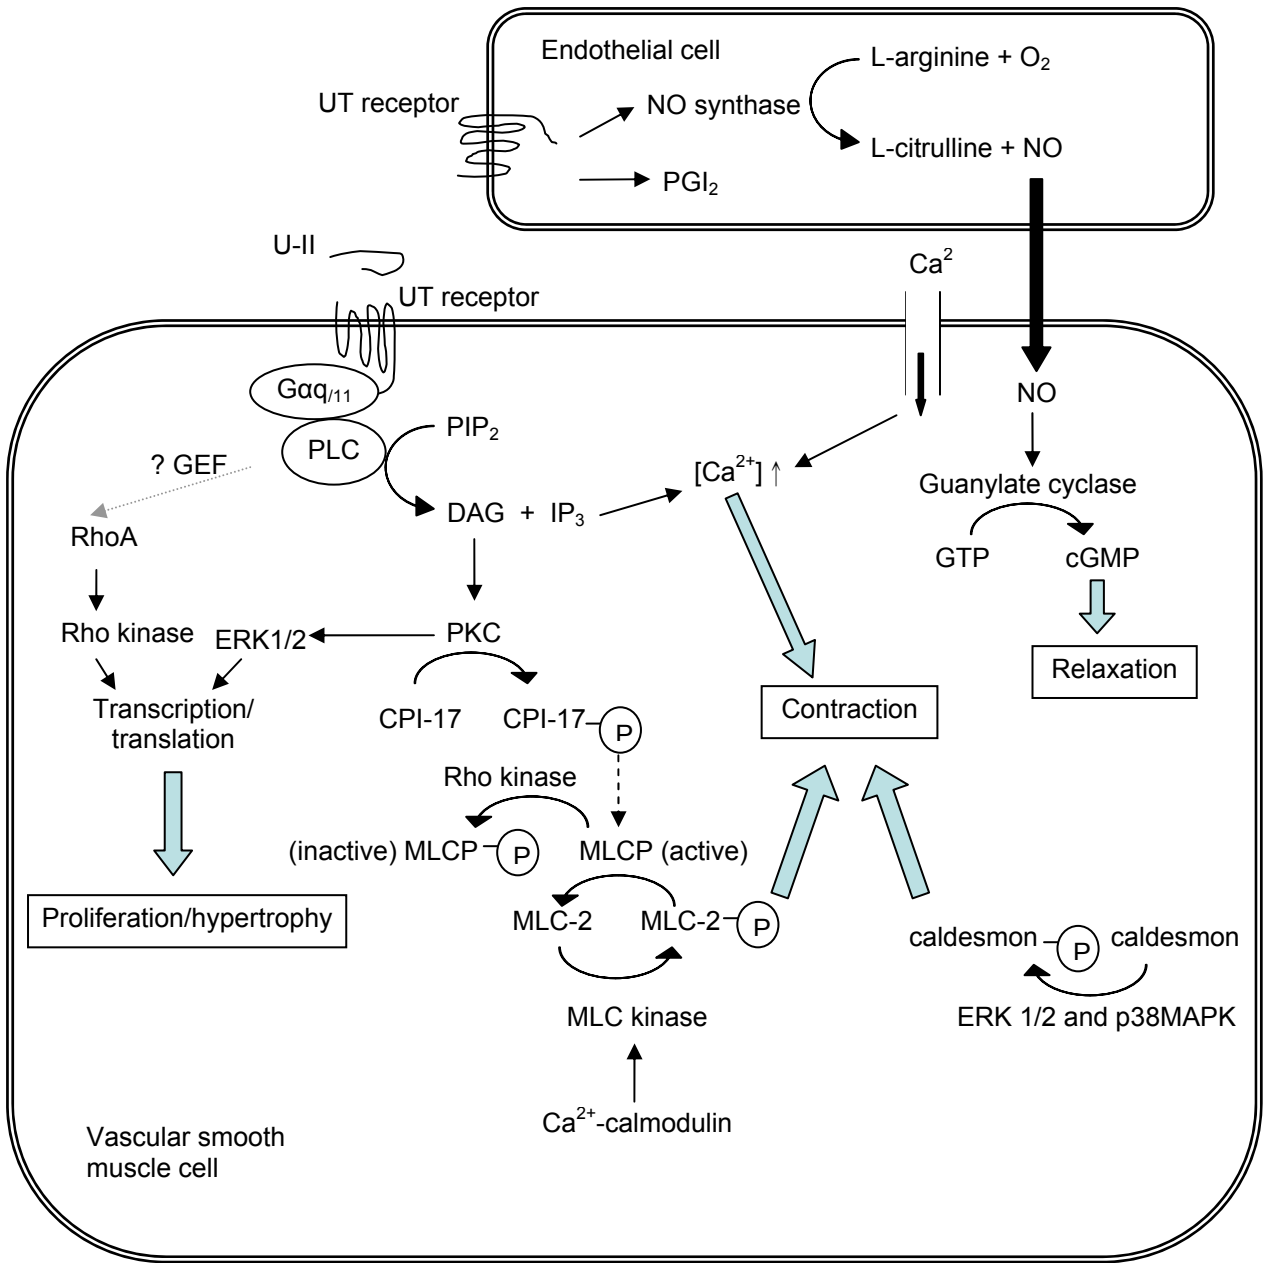 Endothelial cell
L-arginine + O₂
UT receptor
NO synthase
L-citrulline + NO
PGI₂
U-II
Ca²
UT receptor
Gαq/₁₁
NO
PIP₂
PLC
? GEF
[Ca²⁺] ↑
Guanylate cyclase
DAG + IP₃
RhoA
GTP
cGMP
Rho kinase
ERK1/2
PKC
Relaxation
Transcription/
translation
CPI-17
CPI-17
P
Contraction
Rho kinase
(inactive) MLCP
P
MLCP (active)
Proliferation/hypertrophy
MLC-2
MLC-2
P
caldesmon
P
caldesmon
MLC kinase
ERK 1/2 and p38MAPK
Ca²⁺-calmodulin
Vascular smooth
muscle cell